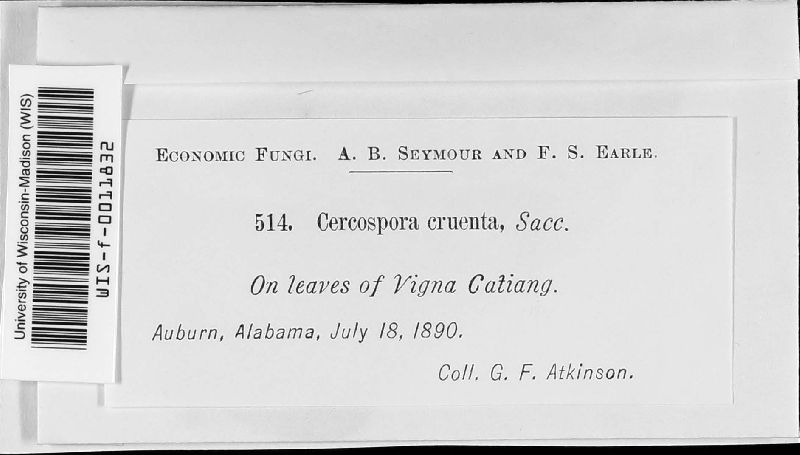 University of Wisconsin-Madison (WIS)
WIS-f-0011832
ECONOMIC FUNGI. A. B. SEYMOUR AND F. S. EARLE.
514. Cercospora cruenta, Sacc.
On leaves of Vigna Catiang.
Auburn, Alabama, July 18, 1890.
Coll. G. F. Atkinson.